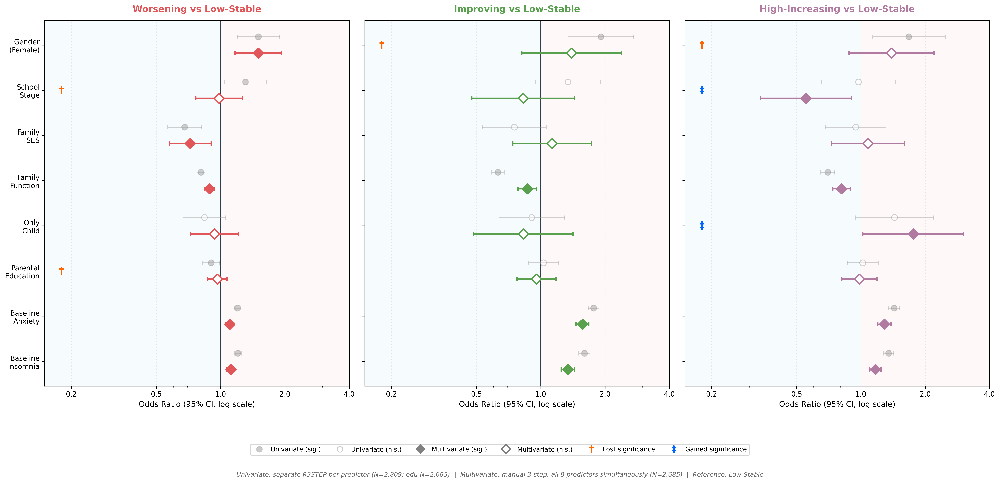 Worsening vs Low-Stable
Improving vs Low-Stable
High-Increasing vs Low-Stable
Gender
(Female)
†
†
School
Stage
†
‡
Family
SES
Family
Function
Only
Child
‡
Parental
Education
†
Baseline
Anxiety
Baseline
Insomnia
0.2 0.5 1.0 2.0 4.0
0.2 0.5 1.0 2.0 4.0
0.2 0.5 1.0 2.0 4.0
Odds Ratio (95% CI, log scale)
Odds Ratio (95% CI, log scale)
Odds Ratio (95% CI, log scale)
Univariate (sig.) Univariate (n.s.) Multivariate (sig.) Multivariate (n.s.) † Lost significance ‡ Gained significance
Univariate: separate R3STEP per predictor (N=2,809; edu N=2,685) | Multivariate: manual 3-step, all 8 predictors simultaneously (N=2,685) | Reference: Low-Stable